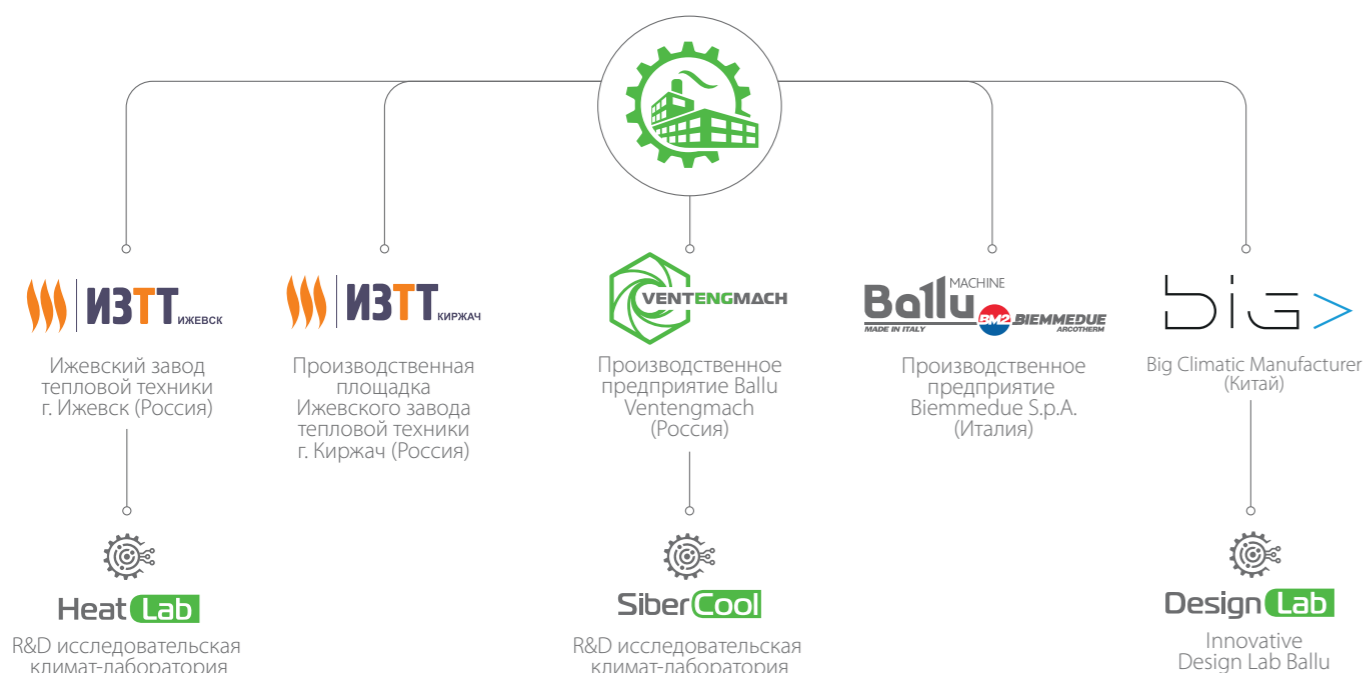 ИЗТТ ИЖЕВСК
Ижевский завод
тепловой техники
г. Ижевск (Россия)
ИЗТТ КИРЖАЧ
Производственная
площадка
Ижевского завода
тепловой техники
г. Киржач (Россия)
VENTENGMACH
Производственное
предприятие Ballu
Ventengmach
(Россия)
Ballu MACHINE
MADE IN ITALY
BM2 BIEMMEDUE
ARCOTHERM
Производственное
предприятие
Biemmedue S.p.A.
(Италия)
big>
Big Climatic Manufacturer
(Китай)
Heat Lab
R&D исследовательская
климат-лаборатория
SiberCool
R&D исследовательская
климат-лаборатория
Design Lab
Innovative
Design Lab Ballu